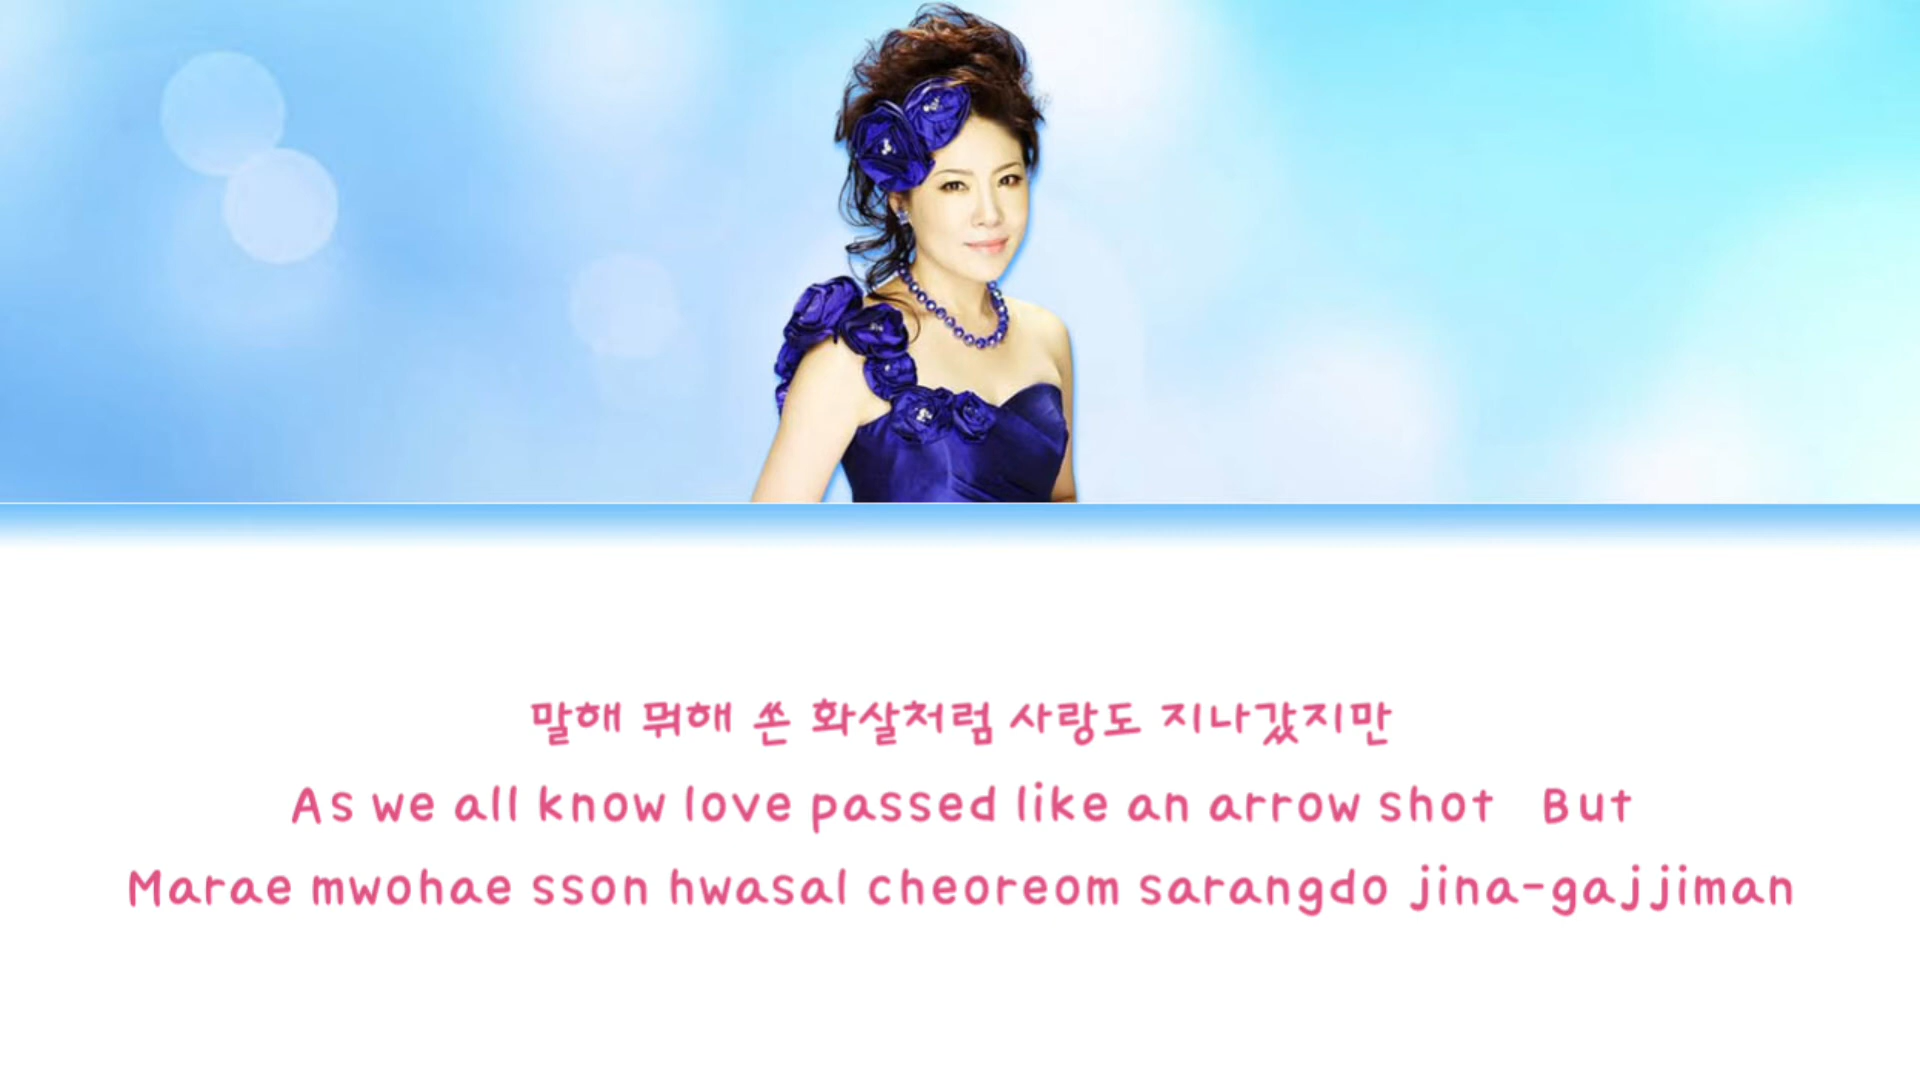 말해 뭐해 쏜 화살처럼 사랑도 지나갔지만
As we all know love passed like an arrow shot   But
Marae mwohae sson hwasal cheoreom sarangdo jina-gajjiman